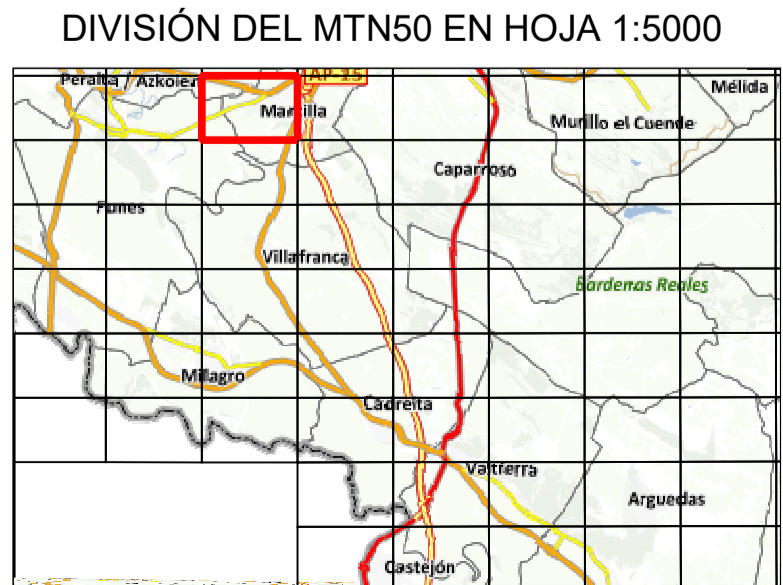 DIVISIÓN DEL MTN50 EN HOJA 1:5000
Peralta / Azkoien
AP-15
Mélida
Marcilla
Murillo el Cuende
Caparroso
Funes
Villafranca
Bardenas Reales
Milagro
Cadreita
Valtierra
Arguedas
Castejón